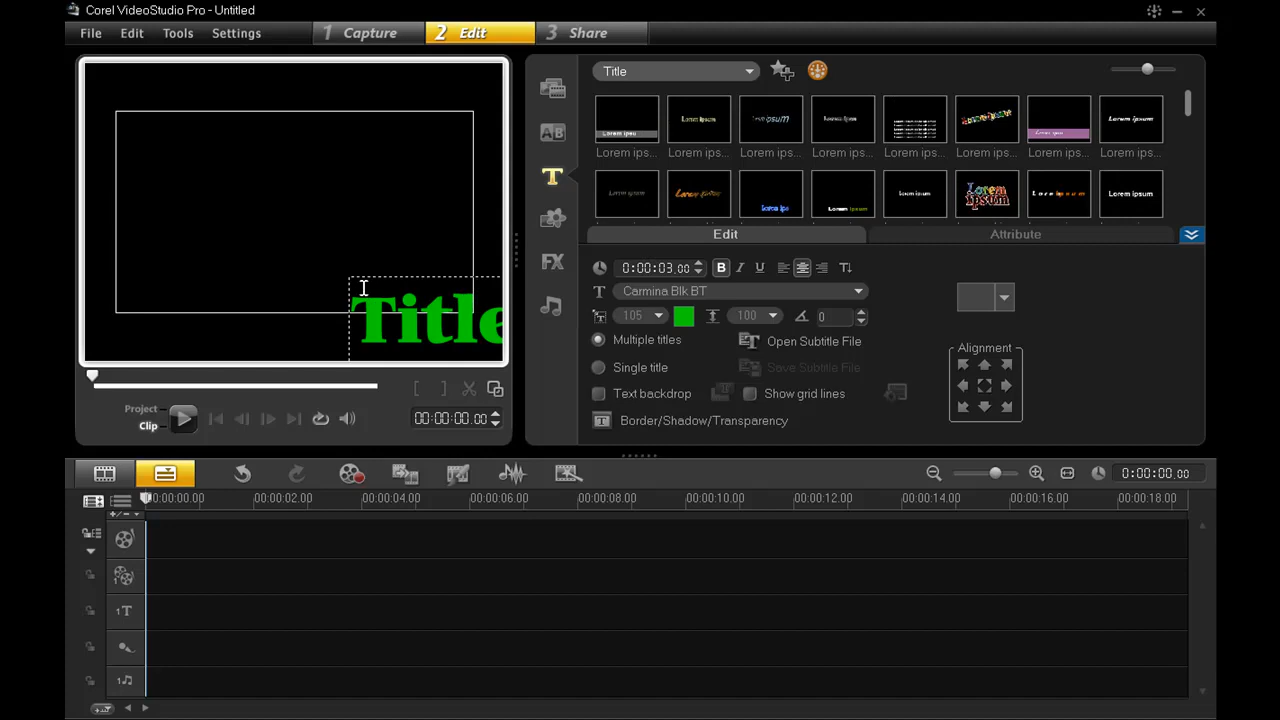 Corel VideoStudio Pro - Untitled
File Edit Tools Settings 1 Capture 2 Edit 3 Share
Title
Lorem ips... Lorem ips... Lorem ips... Lorem ips... Lorem ips... Lorem ips... Lorem ips... Lorem ips...
Edit Attribute
0:00:03.00 B I U
Carmina Blk BT
105 100 0
Multiple titles Open Subtitle File
Single title Save Subtitle File
Text backdrop Show grid lines
Border/Shadow/Transparency
Alignment
Title
Project
Clip
00:00:00.00
0:00:00.00
00:00:00.00 00:00:02.00 00:00:04.00 00:00:06.00 00:00:08.00 00:00:10.00 00:00:12.00 00:00:14.00 00:00:16.00 00:00:18.00